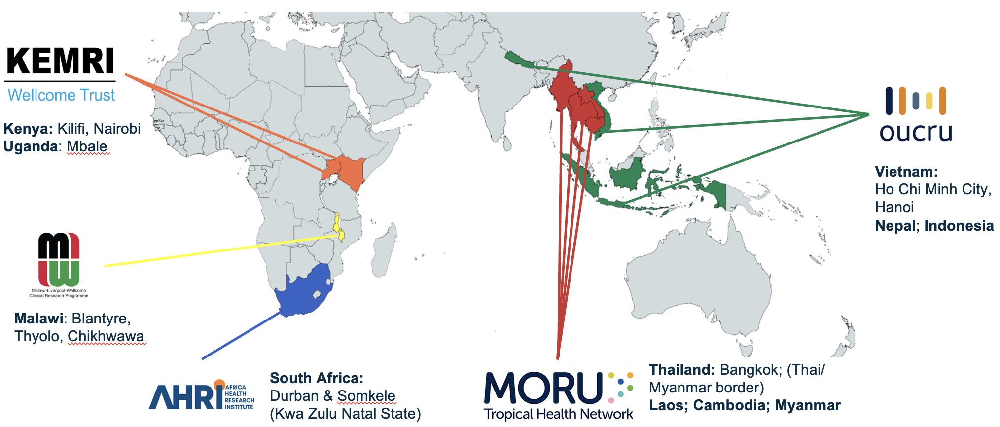 KEMRI
Wellcome Trust
Kenya: Kilifi, Nairobi
Uganda: Mbale
Malawi-Liverpool-Wellcome
Clinical Research Programme
Malawi: Blantyre,
Thyolo, Chikhwawa
AHRI
AFRICA
HEALTH
RESEARCH
INSTITUTE
South Africa:
Durban & Somkele
(Kwa Zulu Natal State)
MORU
Tropical Health Network
Thailand: Bangkok; (Thai/
Myanmar border)
Laos; Cambodia; Myanmar
oucru
Vietnam:
Ho Chi Minh City,
Hanoi
Nepal; Indonesia